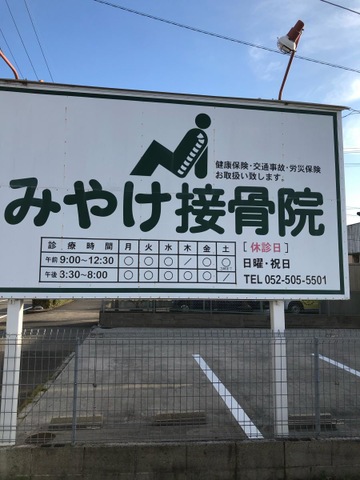 健康保険・交通事故・労災保険
お取扱い致します。
みやけ接骨院
診療時間 月 火 水 木 金 土
午前 9:00～12:30 ○ ○ ○ / ○ ○
午後 3:30～8:00 ○ ○ ○ ○ ○
[休診日]
日曜・祝日
TEL 052-505-5501